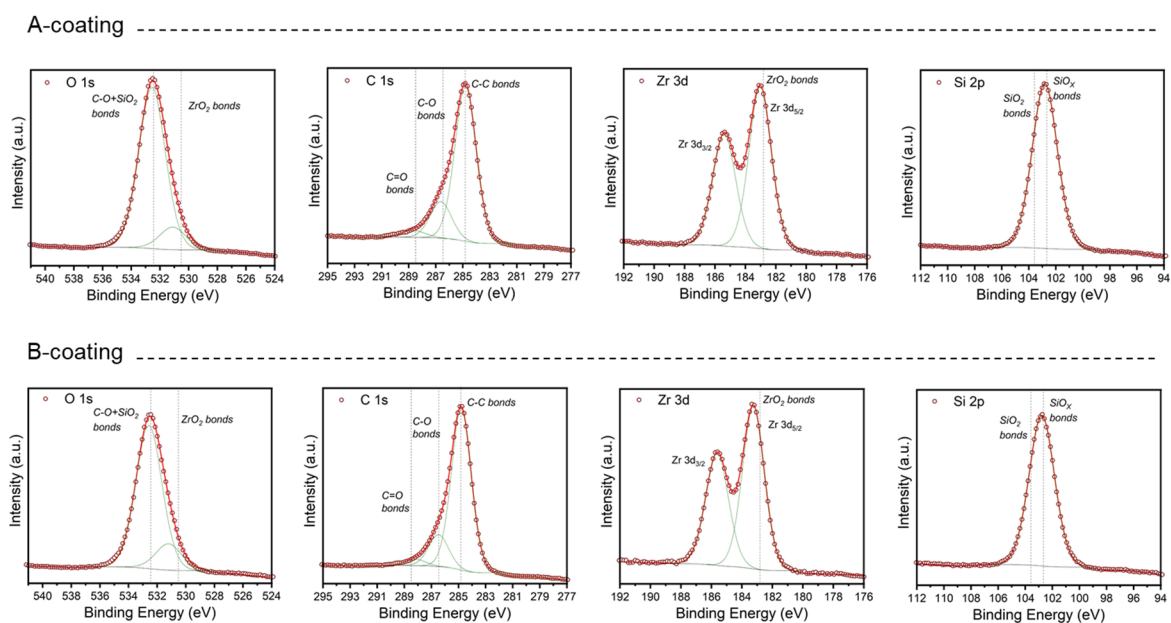 A-coating
O 1s
C-O+SiO2
bonds
ZrO2 bonds
Intensity (a.u.)
540 538 536 534 532 530 528 526 524
Binding Energy (eV)
C 1s
C-C bonds
C-O
bonds
C=O
bonds
Intensity (a.u.)
295 293 291 289 287 285 283 281 279 277
Binding Energy (eV)
Zr 3d
ZrO2 bonds
Zr 3d5/2
Zr 3d3/2
Intensity (a.u.)
192 190 188 186 184 182 180 178 176
Binding Energy (eV)
Si 2p
SiO2
bonds
SiOX
bonds
Intensity (a.u.)
112 110 108 106 104 102 100 98 96 94
Binding Energy (eV)
B-coating
O 1s
C-O+SiO2
bonds
ZrO2 bonds
Intensity (a.u.)
540 538 536 534 532 530 528 526 524
Binding Energy (eV)
C 1s
C-C bonds
C-O
bonds
C=O
bonds
Intensity (a.u.)
295 293 291 289 287 285 283 281 279 277
Binding Energy (eV)
Zr 3d
ZrO2 bonds
Zr 3d5/2
Zr 3d3/2
Intensity (a.u.)
192 190 188 186 184 182 180 178 176
Binding Energy (eV)
Si 2p
SiO2
bonds
SiOX
bonds
Intensity (a.u.)
112 110 108 106 104 102 100 98 96 94
Binding Energy (eV)